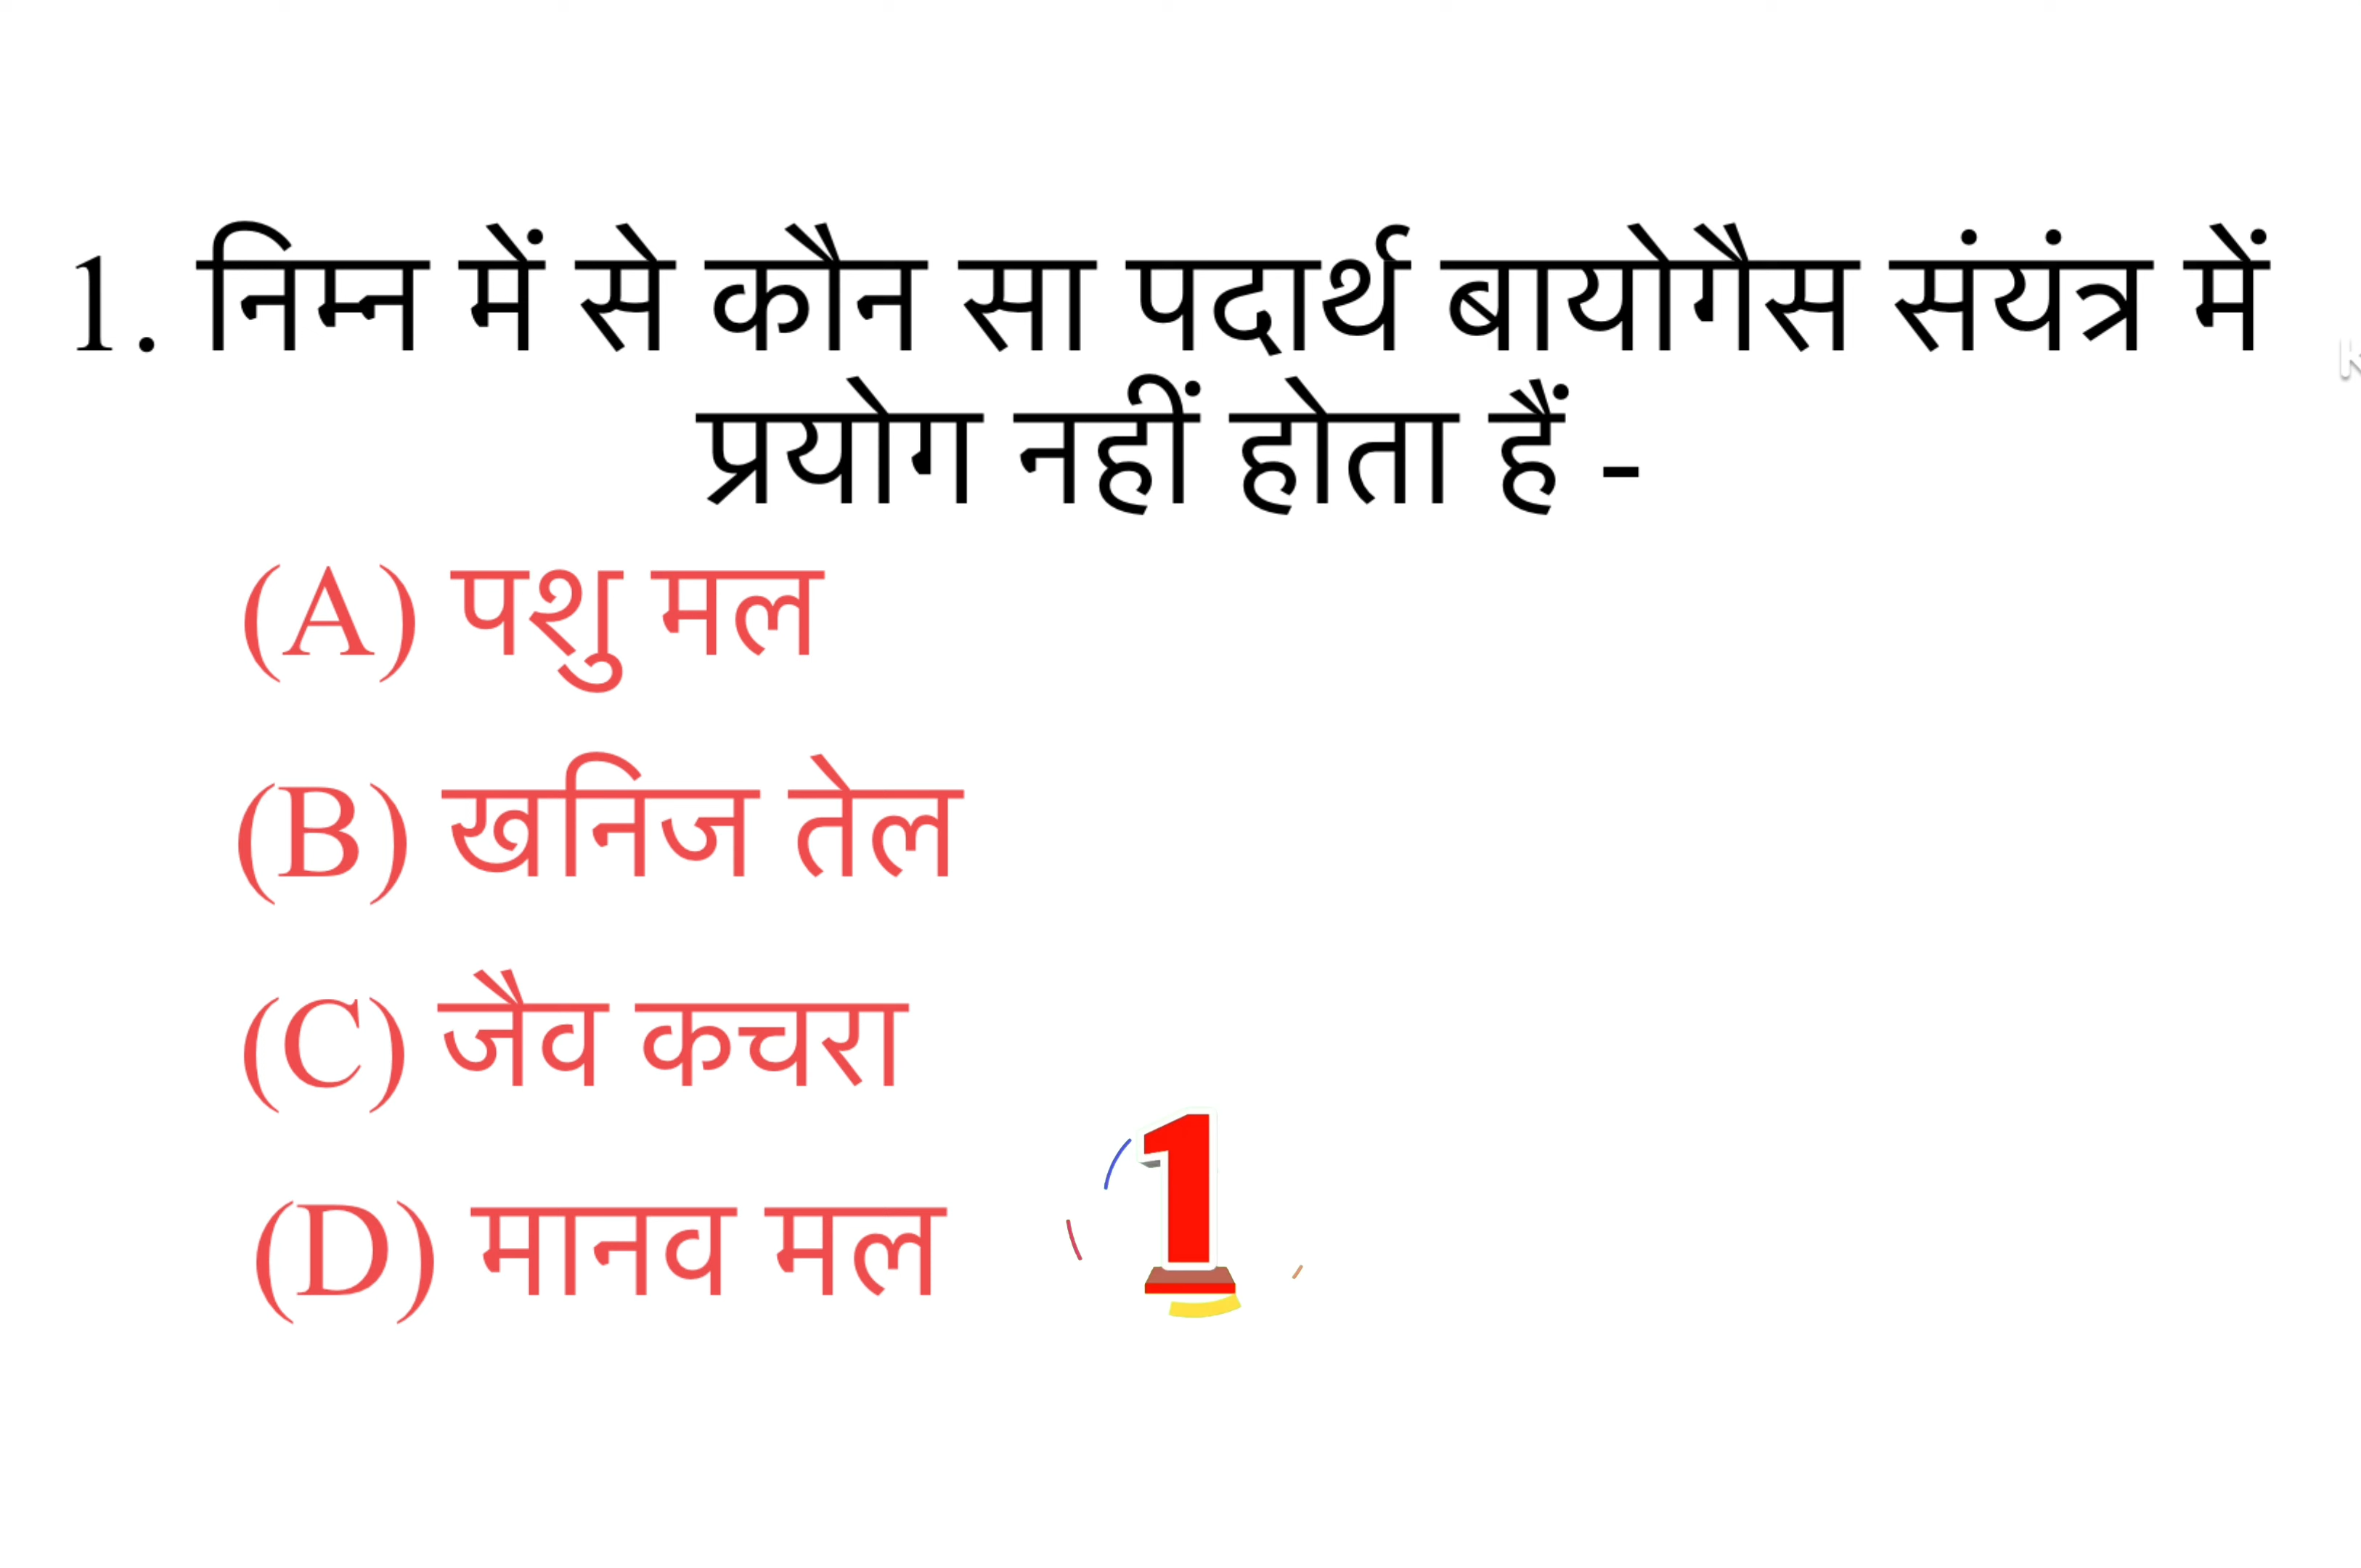 1. निम्न में से कौन सा पदार्थ बायोगैस संयंत्र में
प्रयोग नहीं होता हैं -
(A) पशु मल
(B) खनिज तेल
(C) जैव कचरा
(D) मानव मल
1